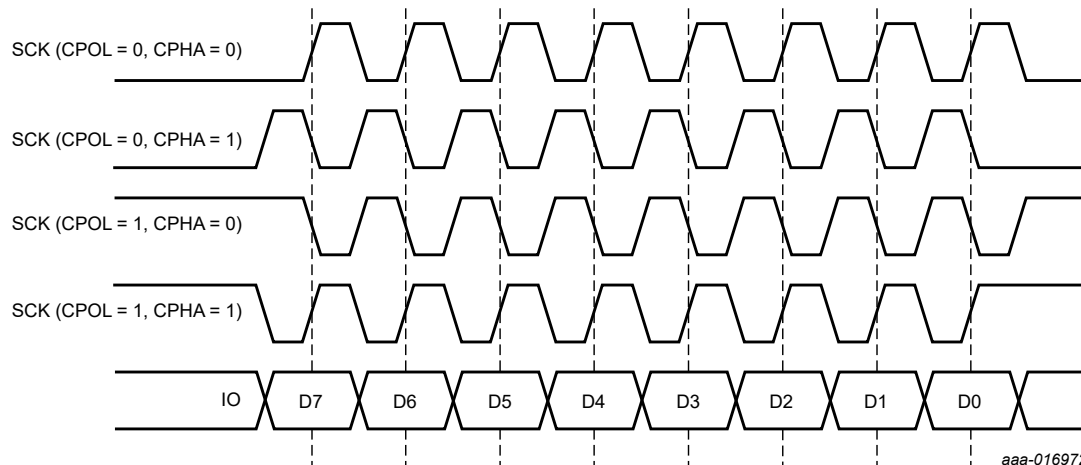 SCK (CPOL = 0, CPHA = 0)
SCK (CPOL = 0, CPHA = 1)
SCK (CPOL = 1, CPHA = 0)
SCK (CPOL = 1, CPHA = 1)
IO D7 D6 D5 D4 D3 D2 D1 D0